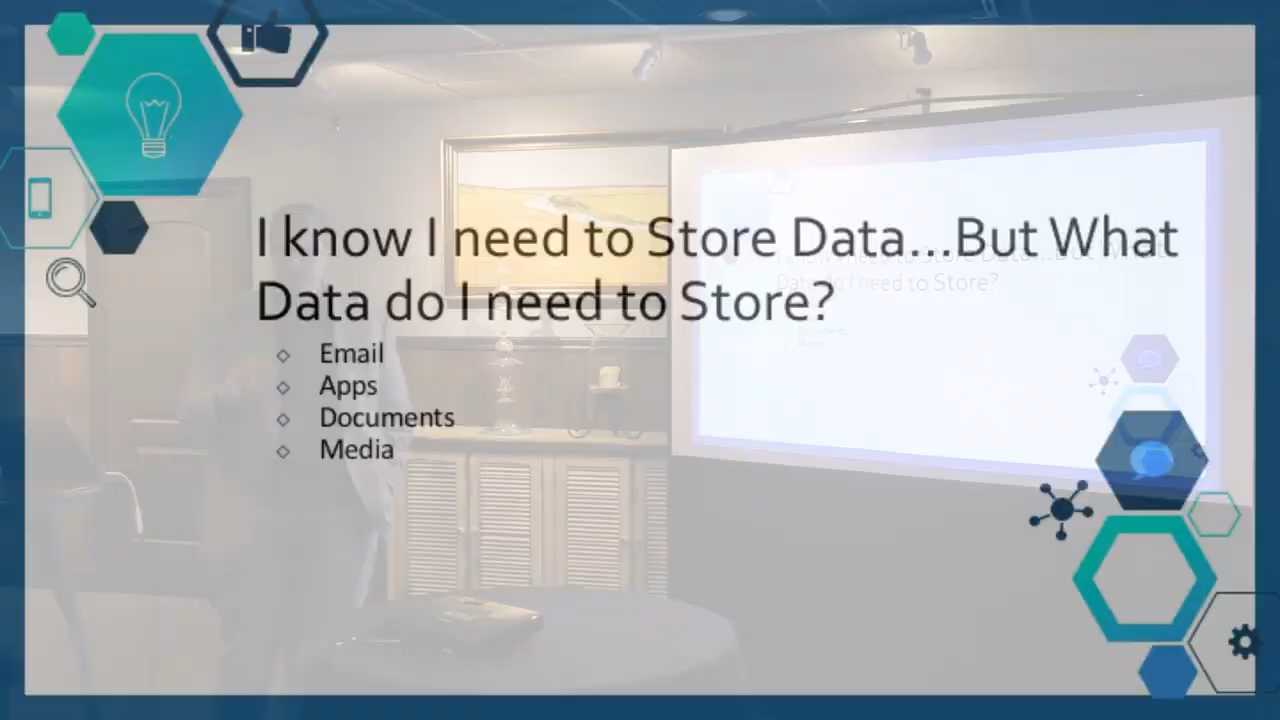 I know I need to Store Data...But What
Data do I need to Store?
Email
Apps
Documents
Media